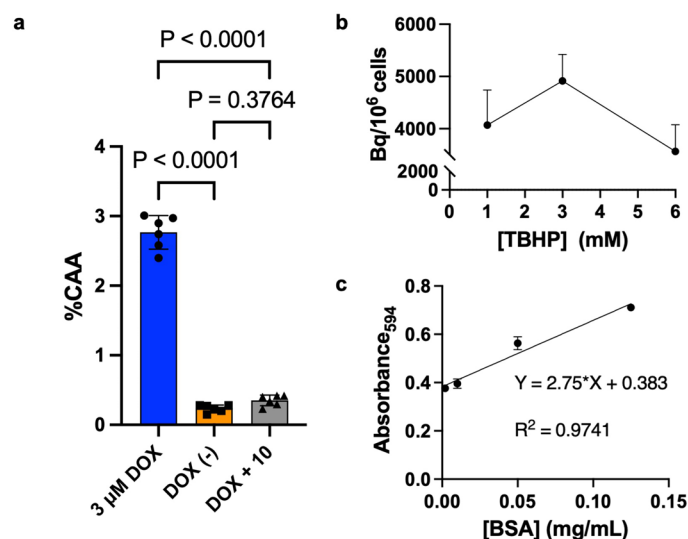 a
P < 0.0001
P = 0.3764
P < 0.0001
4
3
2
1
0
%CAA
3 µM DOX
DOX (-)
DOX + 10
b
6000
5000
4000
2000
0
Bq/10⁶ cells
0 1 2 3 4 5 6
[TBHP] (mM)
c
0.8
0.6
0.4
0.2
0.0
Absorbance₅₉₄
Y = 2.75*X + 0.383
R² = 0.9741
0.00 0.05 0.10 0.15
[BSA] (mg/mL)